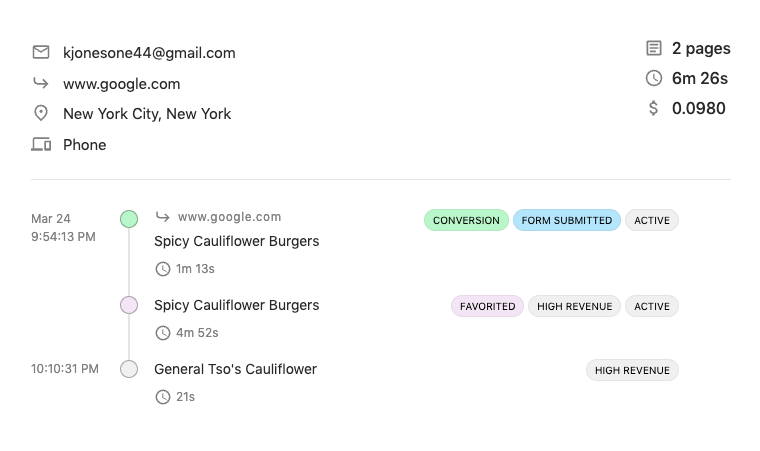 kjonesone44@gmail.com
www.google.com
New York City, New York
Phone
2 pages
6m 26s
$ 0.0980
Mar 24
9:54:13 PM
www.google.com
Spicy Cauliflower Burgers
1m 13s
CONVERSION FORM SUBMITTED ACTIVE
Spicy Cauliflower Burgers
4m 52s
FAVORITED HIGH REVENUE ACTIVE
10:10:31 PM
General Tso's Cauliflower
21s
HIGH REVENUE